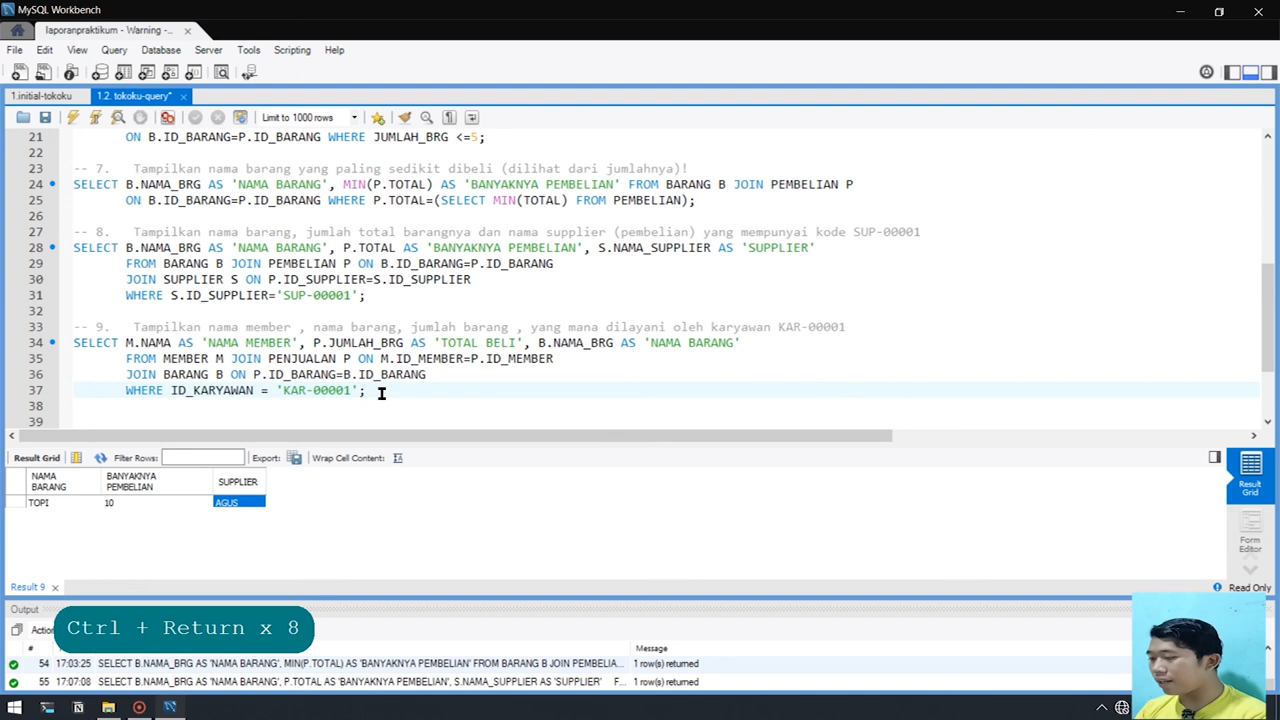 MySQL Workbench
laporanpraktikum - Warning -...
File Edit View Query Database Server Tools Scripting Help
1.initial-tokoku 1.2. tokoku-query*
Limit to 1000 rows
21 ON B.ID_BARANG=P.ID_BARANG WHERE JUMLAH_BRG <=5;
22
23 -- 7. Tampilkan nama barang yang paling sedikit dibeli (dilihat dari jumlahnya)!
24 SELECT B.NAMA_BRG AS 'NAMA BARANG', MIN(P.TOTAL) AS 'BANYAKNYA PEMBELIAN' FROM BARANG B JOIN PEMBELIAN P
25 ON B.ID_BARANG=P.ID_BARANG WHERE P.TOTAL=(SELECT MIN(TOTAL) FROM PEMBELIAN);
26
27 -- 8. Tampilkan nama barang, jumlah total barangnya dan nama supplier (pembelian) yang mempunyai kode SUP-00001
28 SELECT B.NAMA_BRG AS 'NAMA BARANG', P.TOTAL AS 'BANYAKNYA PEMBELIAN', S.NAMA_SUPPLIER AS 'SUPPLIER'
29 FROM BARANG B JOIN PEMBELIAN P ON B.ID_BARANG=P.ID_BARANG
30 JOIN SUPPLIER S ON P.ID_SUPPLIER=S.ID_SUPPLIER
31 WHERE S.ID_SUPPLIER='SUP-00001';
32
33 -- 9. Tampilkan nama member , nama barang, jumlah barang , yang mana dilayani oleh karyawan KAR-00001
34 SELECT M.NAMA AS 'NAMA MEMBER', P.JUMLAH_BRG AS 'TOTAL BELI', B.NAMA_BRG AS 'NAMA BARANG'
35 FROM MEMBER M JOIN PENJUALAN P ON M.ID_MEMBER=P.ID_MEMBER
36 JOIN BARANG B ON P.ID_BARANG=B.ID_BARANG
37 WHERE ID_KARYAWAN = 'KAR-00001';
38
39
Result Grid Filter Rows: Export: Wrap Cell Content:
NAMA BARANG BANYAKNYA PEMBELIAN SUPPLIER
TOPI 10 AGUS
Result Grid
Form Editor
Result 9 Read Only
Output
Ctrl + Return x 8
# Message
54 17:03:25 SELECT B.NAMA_BRG AS 'NAMA BARANG', MIN(P.TOTAL) AS 'BANYAKNYA PEMBELIAN' FROM BARANG B JOIN PEMBELIA... 1 row(s) returned
55 17:07:08 SELECT B.NAMA_BRG AS 'NAMA BARANG', P.TOTAL AS 'BANYAKNYA PEMBELIAN', S.NAMA_SUPPLIER AS 'SUPPLIER' F... 1 row(s) returned